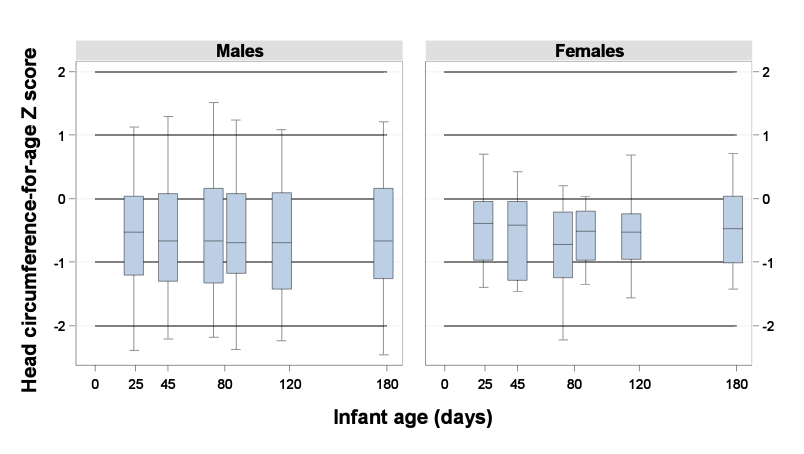 Males Females
Head circumference-for-age Z score
2 2
1 1
0 0
-1 -1
-2 -2
0 25 45 80 120 180 0 25 45 80 120 180
Infant age (days)